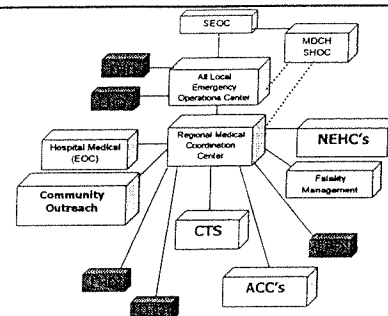 SEOC
MDCH
SHOC
All Local
Emergency
Operations Center
Regional Medical
Coordination
Center
Hospital Medical
(EOC)
NEHC's
Fatality
Management
Community
Outreach
CTS
ACC's